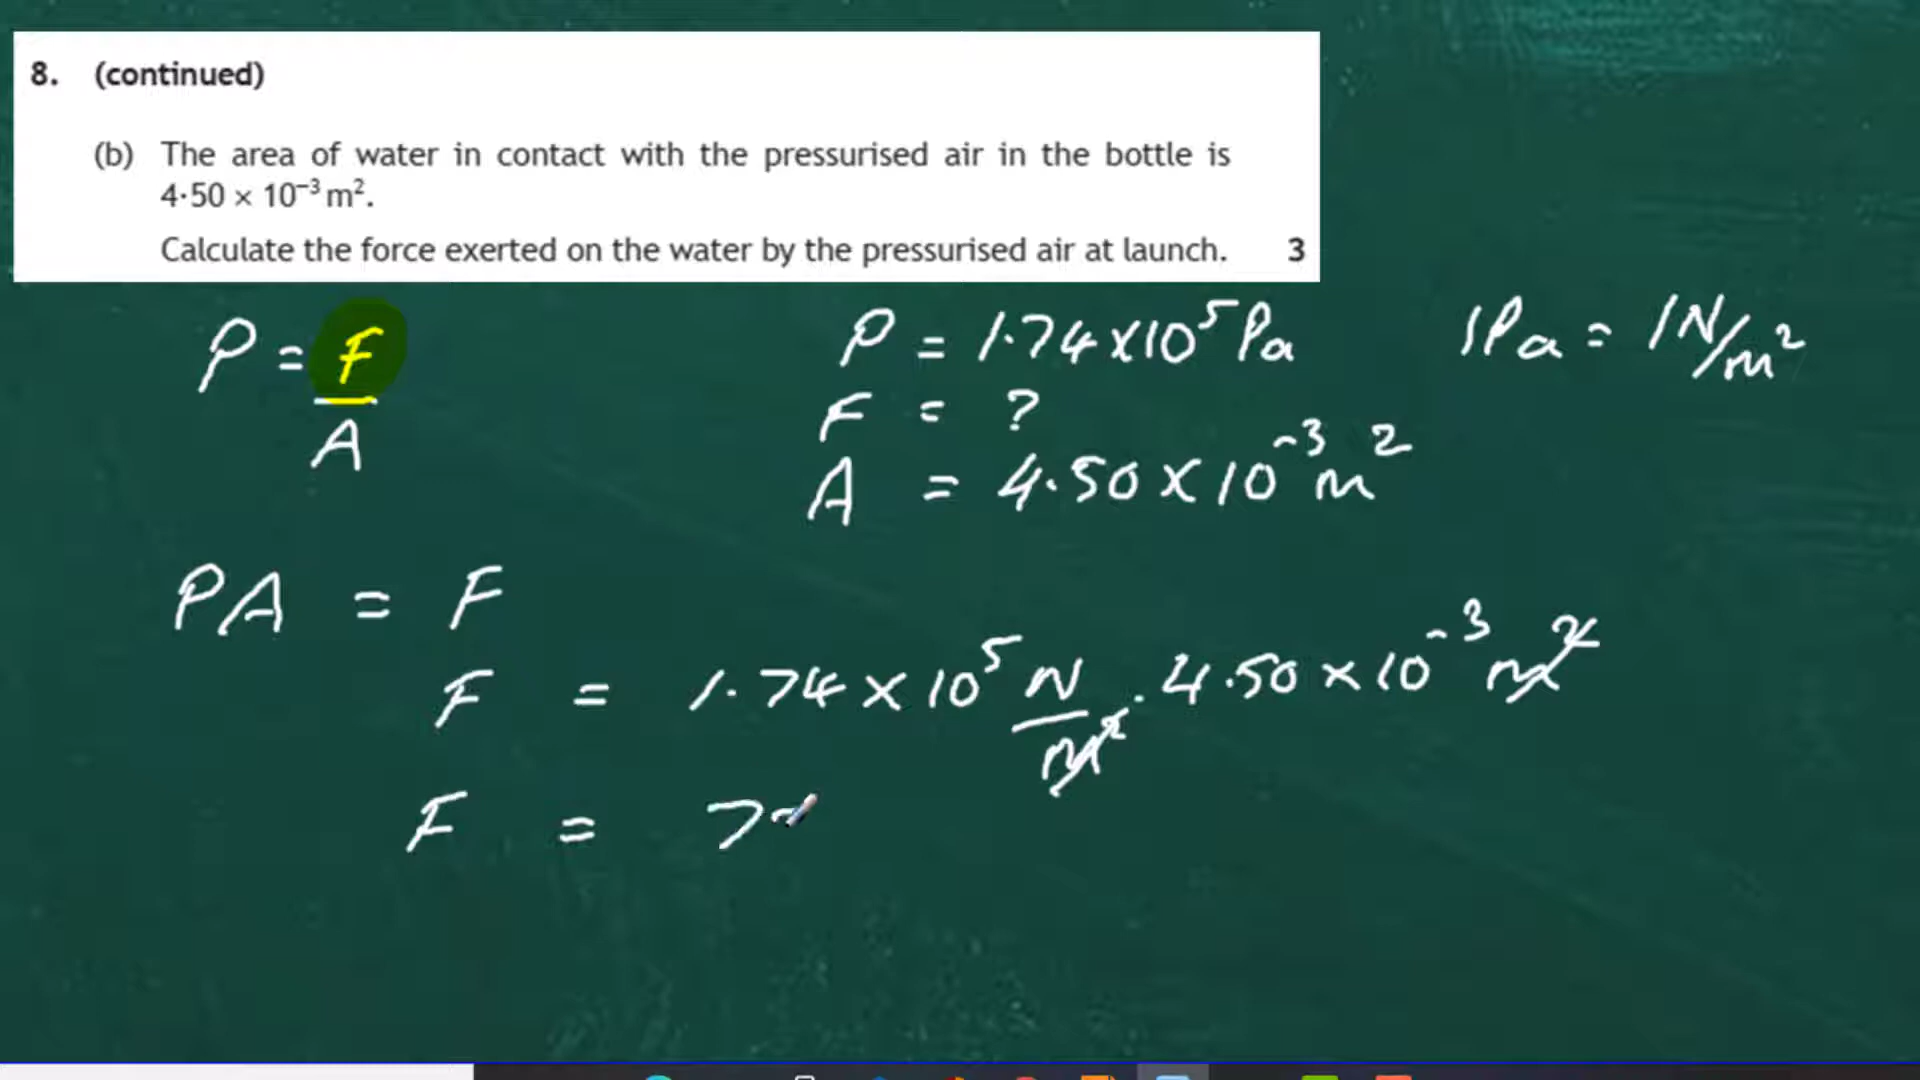 8. (continued)
(b) The area of water in contact with the pressurised air in the bottle is
4·50 × 10⁻³ m².
Calculate the force exerted on the water by the pressurised air at launch. 3
P = F/A
P = 1.74 x 10⁵ Pa
1Pa = 1N/m²
F = ?
A = 4.50 x 10⁻³ m²
PA = F
F = 1.74 x 10⁵ N/m² . 4.50 x 10⁻³ m²
F = 7